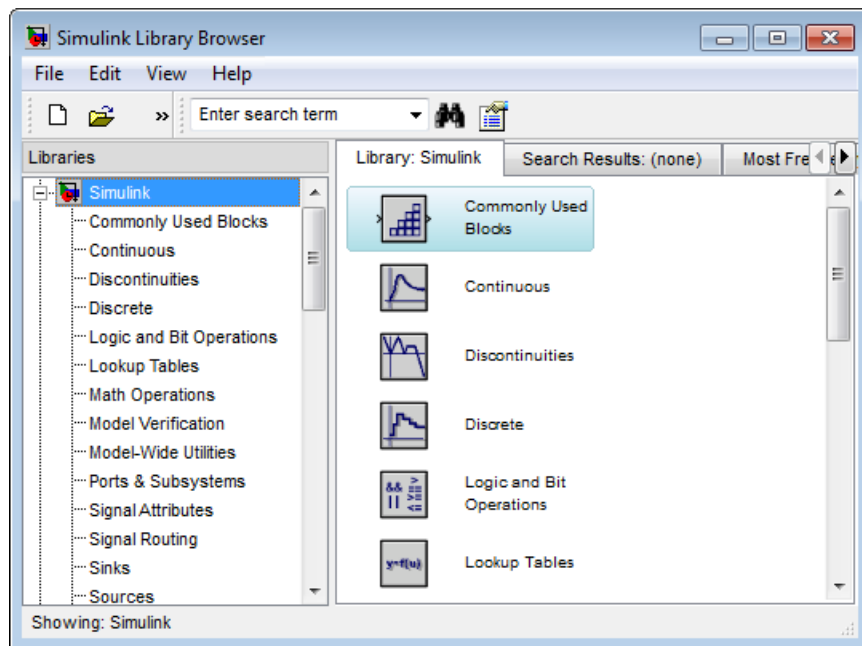 Simulink Library Browser
File Edit View Help
» Enter search term
Libraries
Library: Simulink Search Results: (none) Most Fre
Simulink
Commonly Used Blocks
Continuous
Discontinuities
Discrete
Logic and Bit Operations
Lookup Tables
Math Operations
Model Verification
Model-Wide Utilities
Ports & Subsystems
Signal Attributes
Signal Routing
Sinks
Sources
Commonly Used
Blocks
Continuous
Discontinuities
Discrete
&& >
|| >=
<=
Logic and Bit
Operations
y=f(u)
Lookup Tables
Showing: Simulink